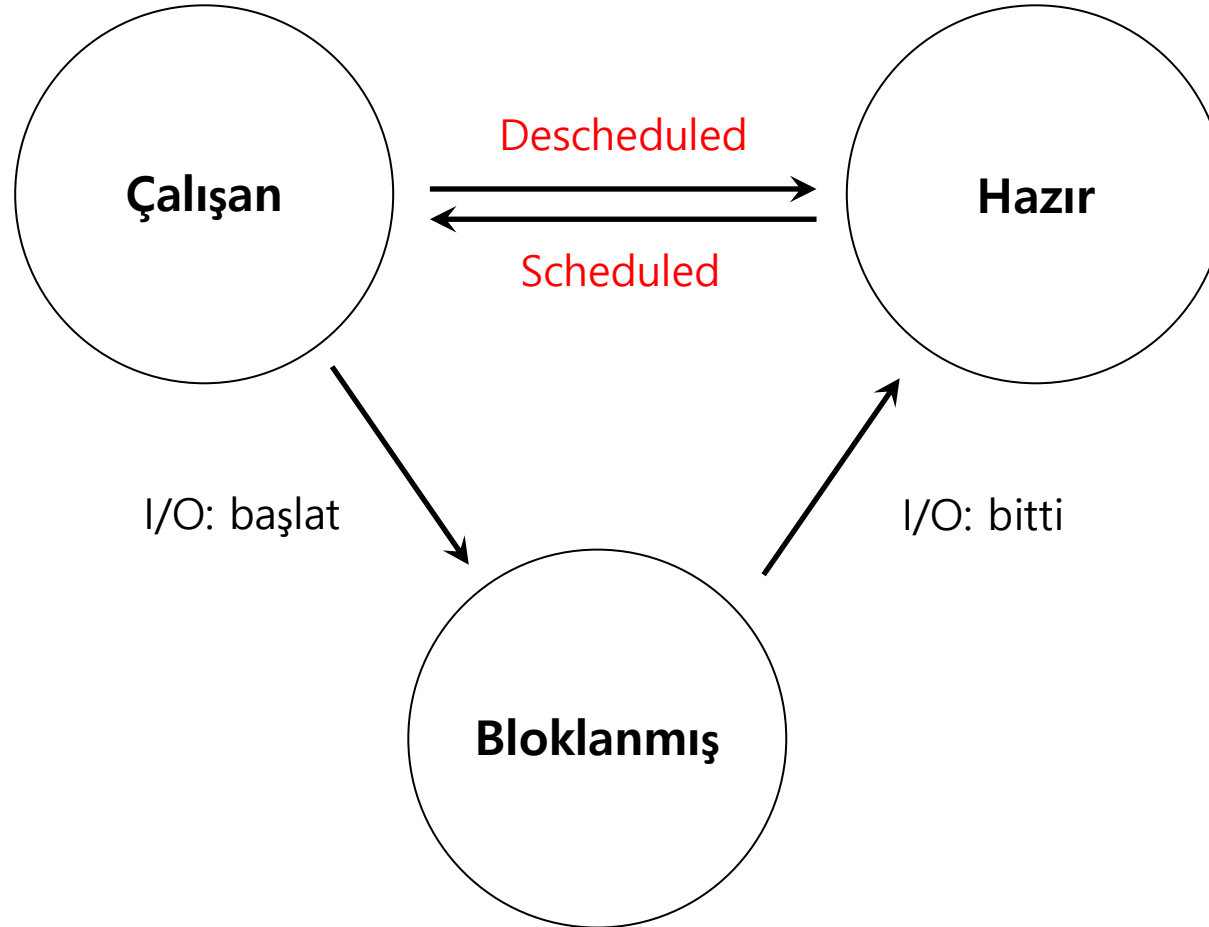 Descheduled
Çalışan
Hazır
Scheduled
I/O: başlat
I/O: bitti
Bloklanmış